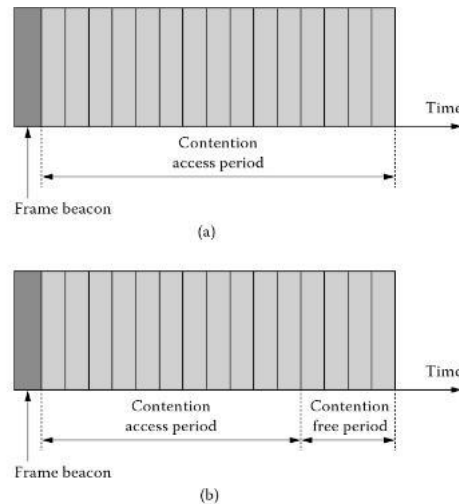 Time
Contention
access period
Frame beacon
(a)
Time
Contention
access period
Contention
free period
Frame beacon
(b)